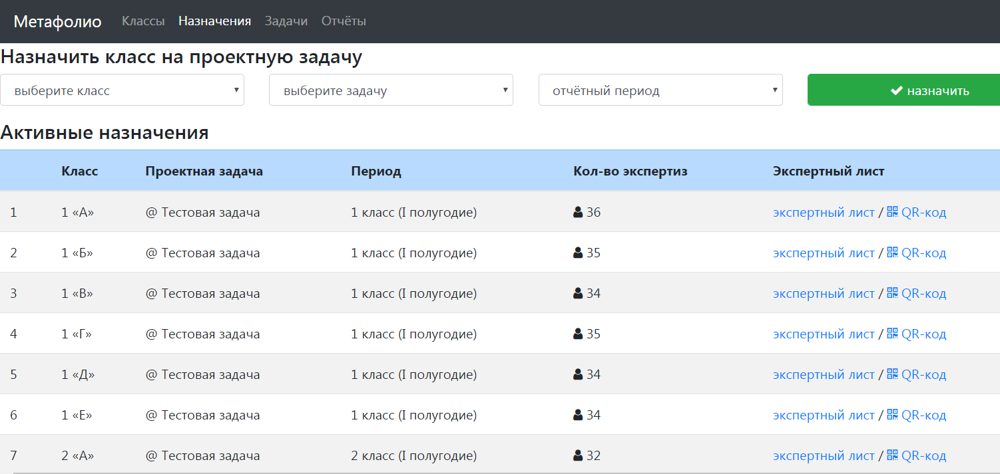 Метафолио Классы Назначения Задачи Отчёты
Назначить класс на проектную задачу
выберите класс выберите задачу отчётный период назначить
Активные назначения
Класс Проектная задача Период Кол-во экспертиз Экспертный лист
1 1 «А» @ Тестовая задача 1 класс (I полугодие) 36 экспертный лист / QR-код
2 1 «Б» @ Тестовая задача 1 класс (I полугодие) 35 экспертный лист / QR-код
3 1 «В» @ Тестовая задача 1 класс (I полугодие) 34 экспертный лист / QR-код
4 1 «Г» @ Тестовая задача 1 класс (I полугодие) 35 экспертный лист / QR-код
5 1 «Д» @ Тестовая задача 1 класс (I полугодие) 34 экспертный лист / QR-код
6 1 «Е» @ Тестовая задача 1 класс (I полугодие) 34 экспертный лист / QR-код
7 2 «А» @ Тестовая задача 2 класс (I полугодие) 32 экспертный лист / QR-код